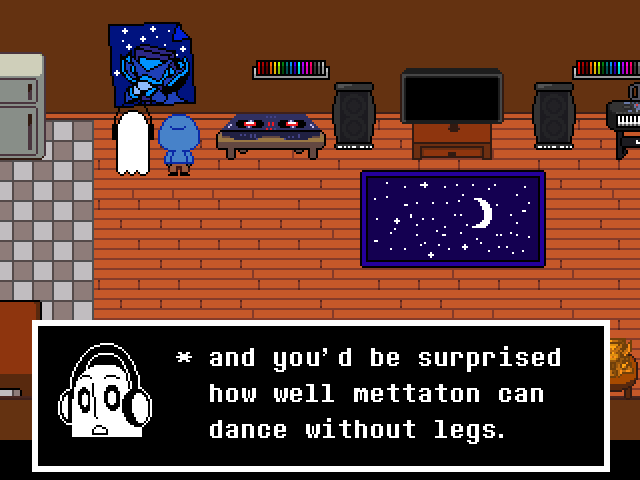 * and you'd be surprised
how well mettaton can
dance without legs.